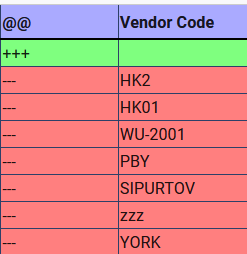 @@ Vendor Code
+++
--- HK2
--- HK01
--- WU-2001
--- PBY
--- SIPURTOV
--- zzz
--- YORK